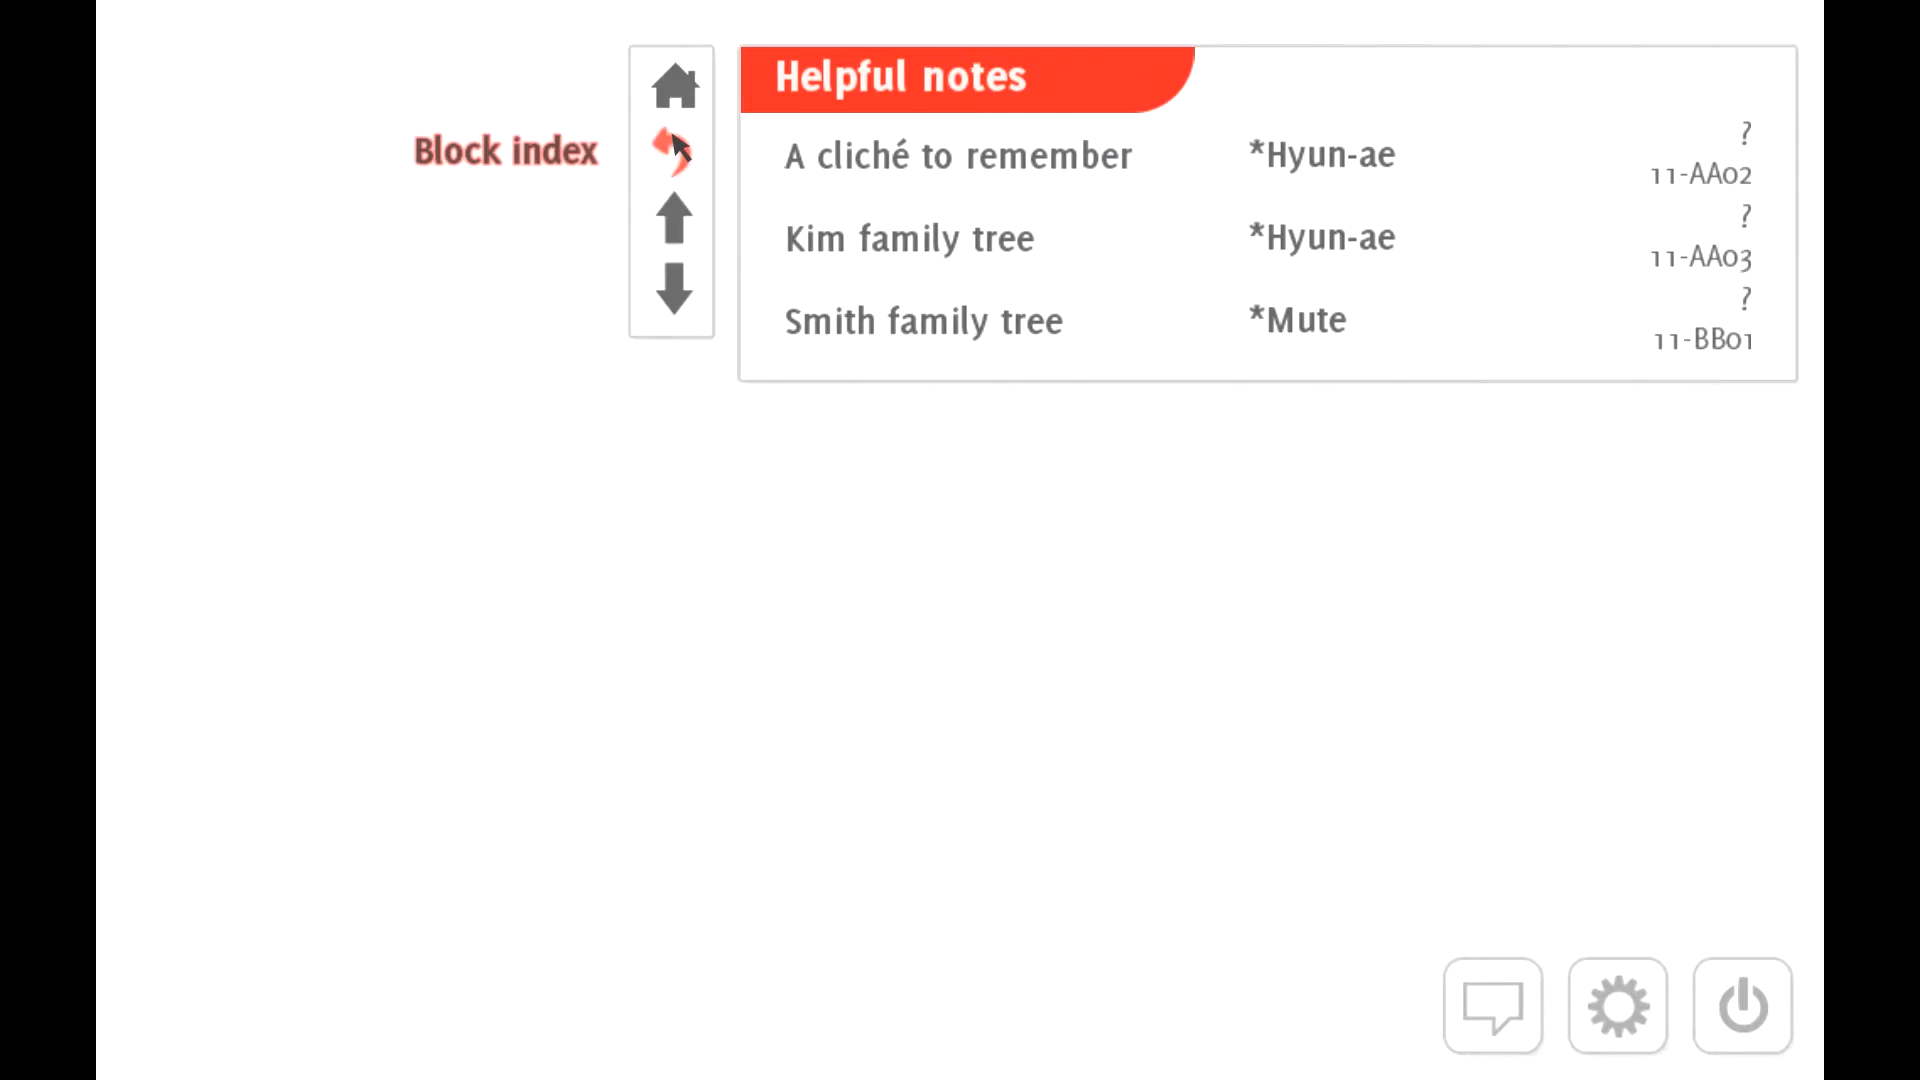 Helpful notes
Block index
A cliché to remember *Hyun-ae ?
11-AA02
Kim family tree *Hyun-ae ?
11-AA03
Smith family tree *Mute ?
11-BB01